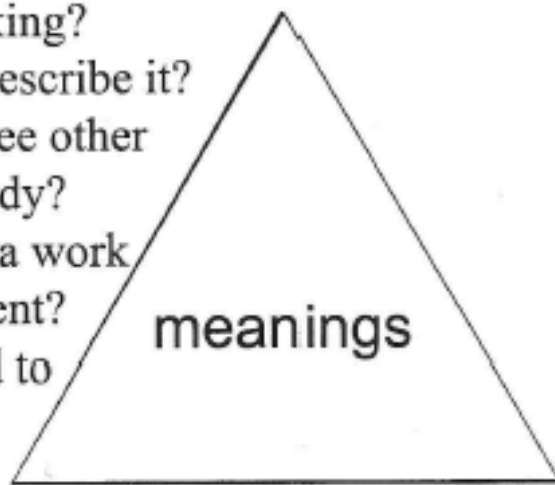 king?
escribe it?
ee other
dy?
a work
ent?
meanings
l to